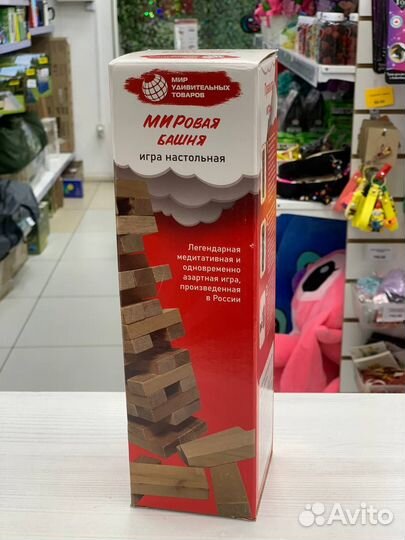 МИР
УДИВИТЕЛЬНЫХ
ТОВАРОВ
МИРОВАЯ
БАШНЯ
игра настольная
Легендарная
медитативная и
одновременно
азартная игра,
произведенная
в России
Avito